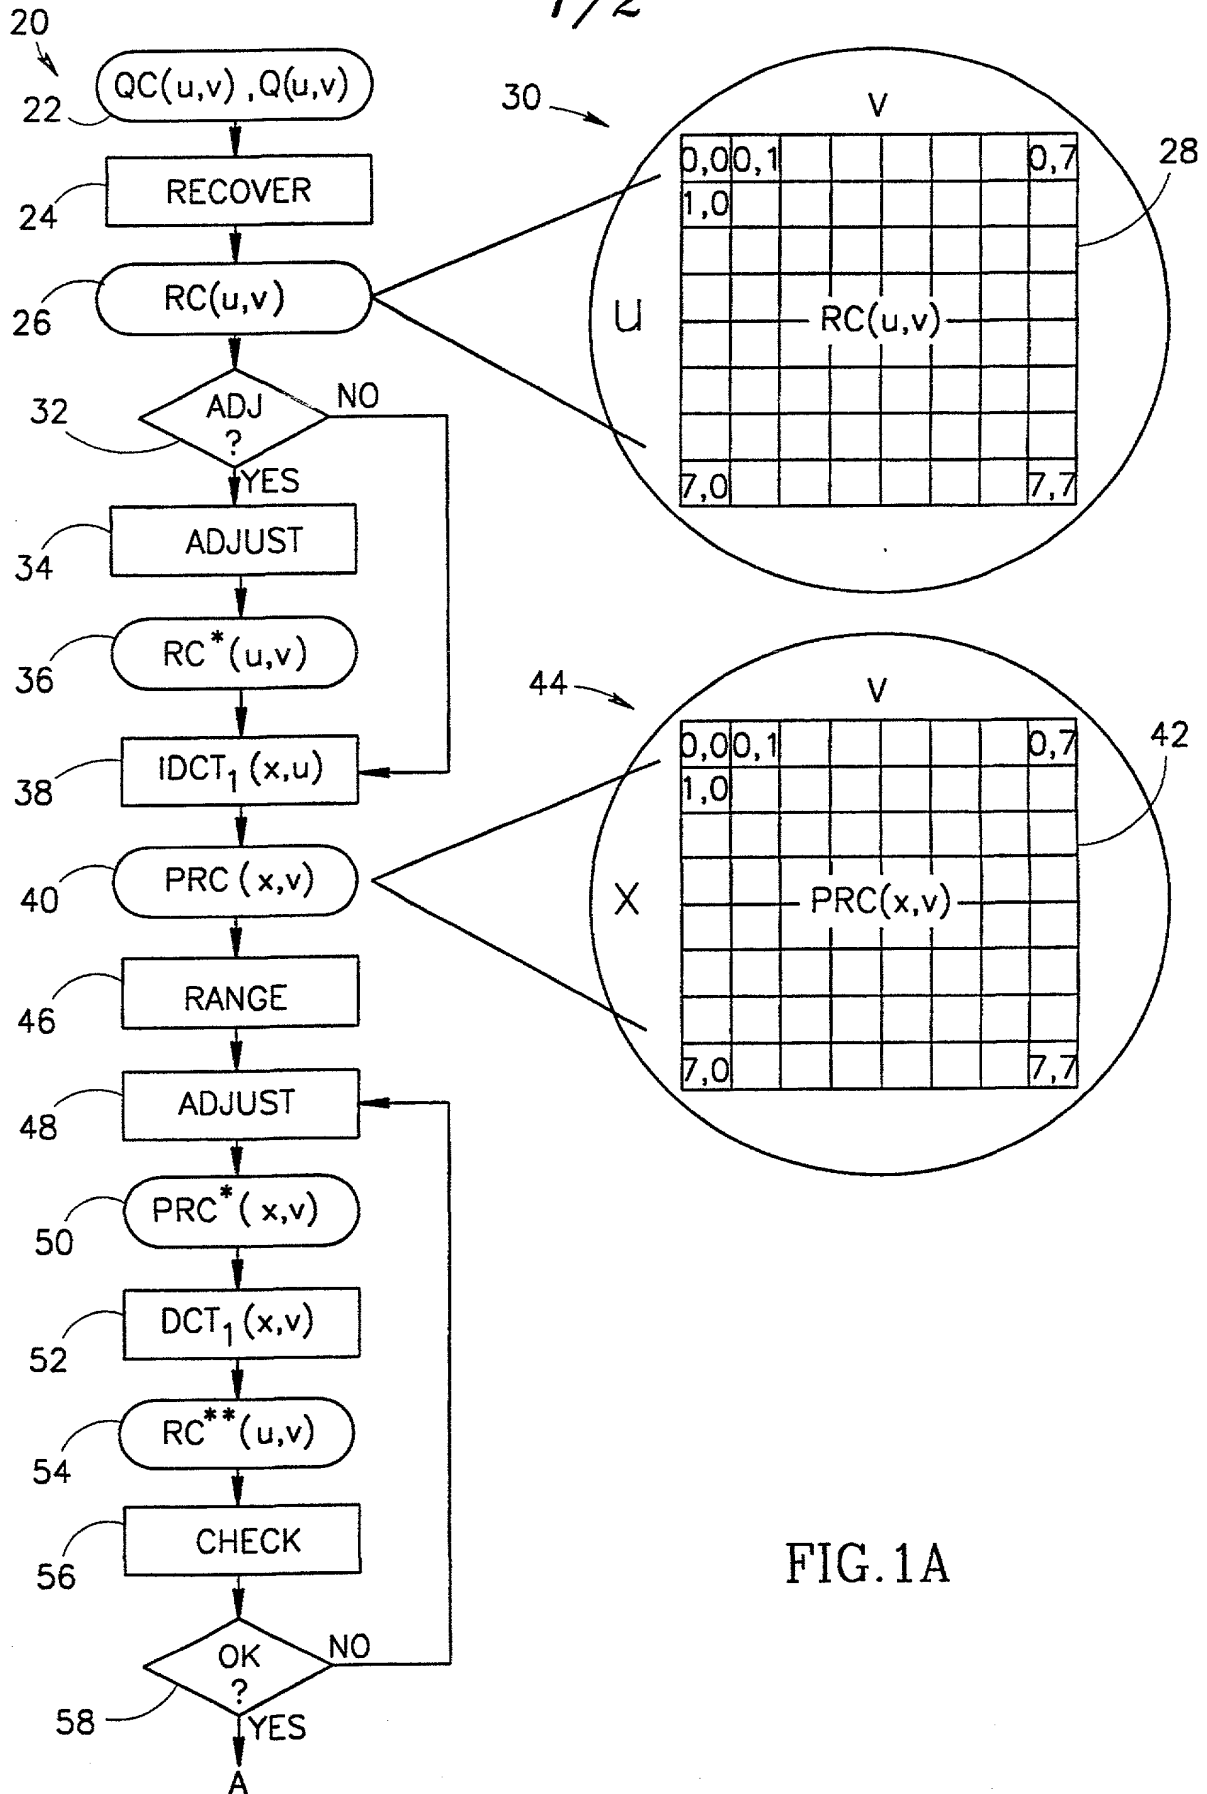 1/2
20
QC(u,v) ,Q(u,v)
22
RECOVER
24
RC(u,v)
26
ADJ
?
32
NO
YES
ADJUST
34
RC*(u,v)
36
IDCT1 (x,u)
38
PRC (x,v)
40
RANGE
46
ADJUST
48
PRC*(x,v)
50
DCT1 (x,v)
52
RC**(u,v)
54
CHECK
56
OK
?
58
NO
YES
A
30
V
28
0,0 0,1 0,7
1,0
U
RC(u,v)
7,0 7,7
44
V
42
0,0 0,1 0,7
1,0
X
PRC(x,v)
7,0 7,7
FIG.1A